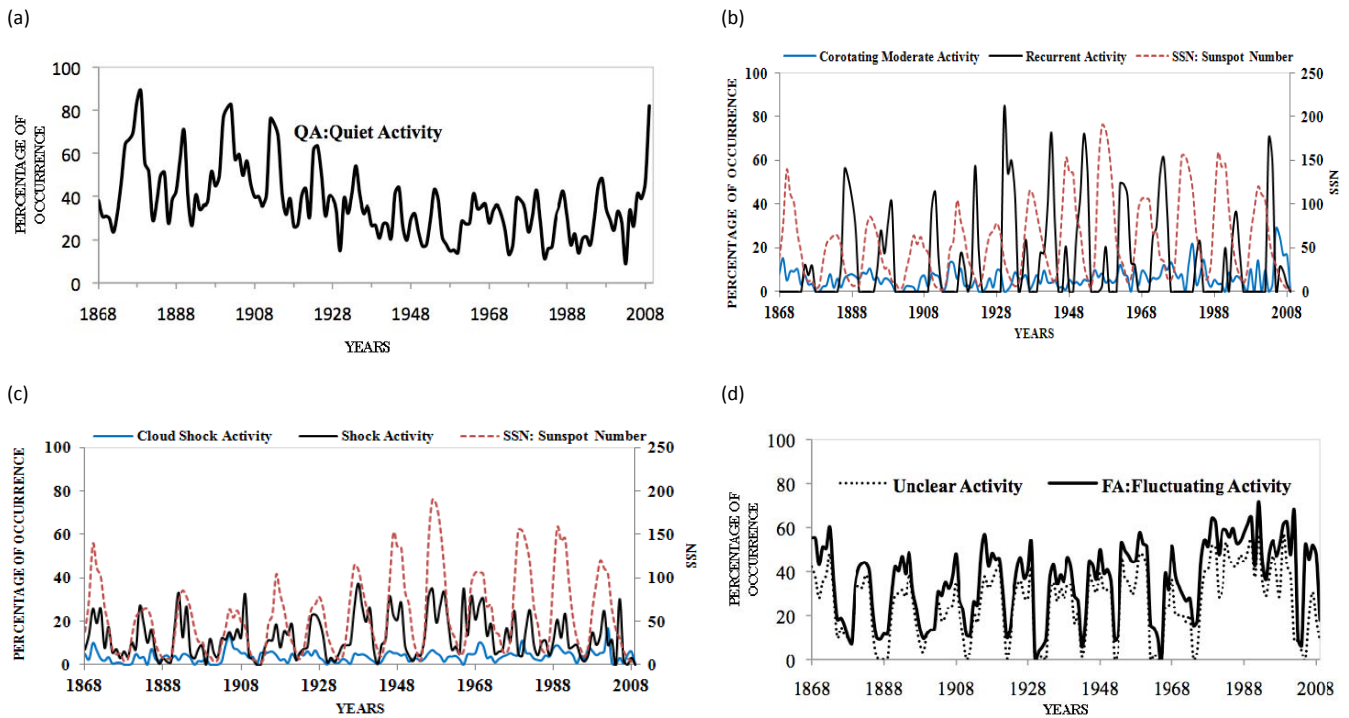 (a)
100
80
60
40
20
0
PERCENTAGE OF
OCCURRENCE
QA:Quiet Activity
1868 1888 1908 1928 1948 1968 1988 2008
YEARS
(b)
Corotating Moderate Activity Recurrent Activity SSN: Sunspot Number
100
80
60
40
20
0
PERCENTAGE OF OCCURRENCE
250
200
150
100
50
0
SSN
1868 1888 1908 1928 1948 1968 1988 2008
YEARS
(c)
Cloud Shock Activity Shock Activity SSN: Sunspot Number
100
80
60
40
20
0
PERCENTAGE OF OCCURRENCE
250
200
150
100
50
0
SSN
1868 1888 1908 1928 1948 1968 1988 2008
YEARS
(d)
100
80
60
40
20
0
PERCENTAGE OF
OCCURRENCE
Unclear Activity FA:Fluctuating Activity
1868 1888 1908 1928 1948 1968 1988 2008
YEARS